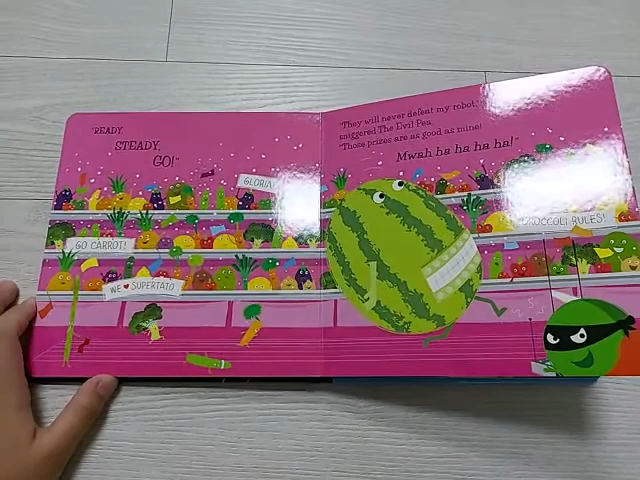 "READY,
STEADY,
GO!"
GLORIA
GO CARROT!
WE ♥ SUPERTATO
"They will never defeat my robot,"
sniggered The Evil Pea.
"Those prizes are as good as mine!
Mwah ha ha ha ha!"
BROCCOLI RULES!